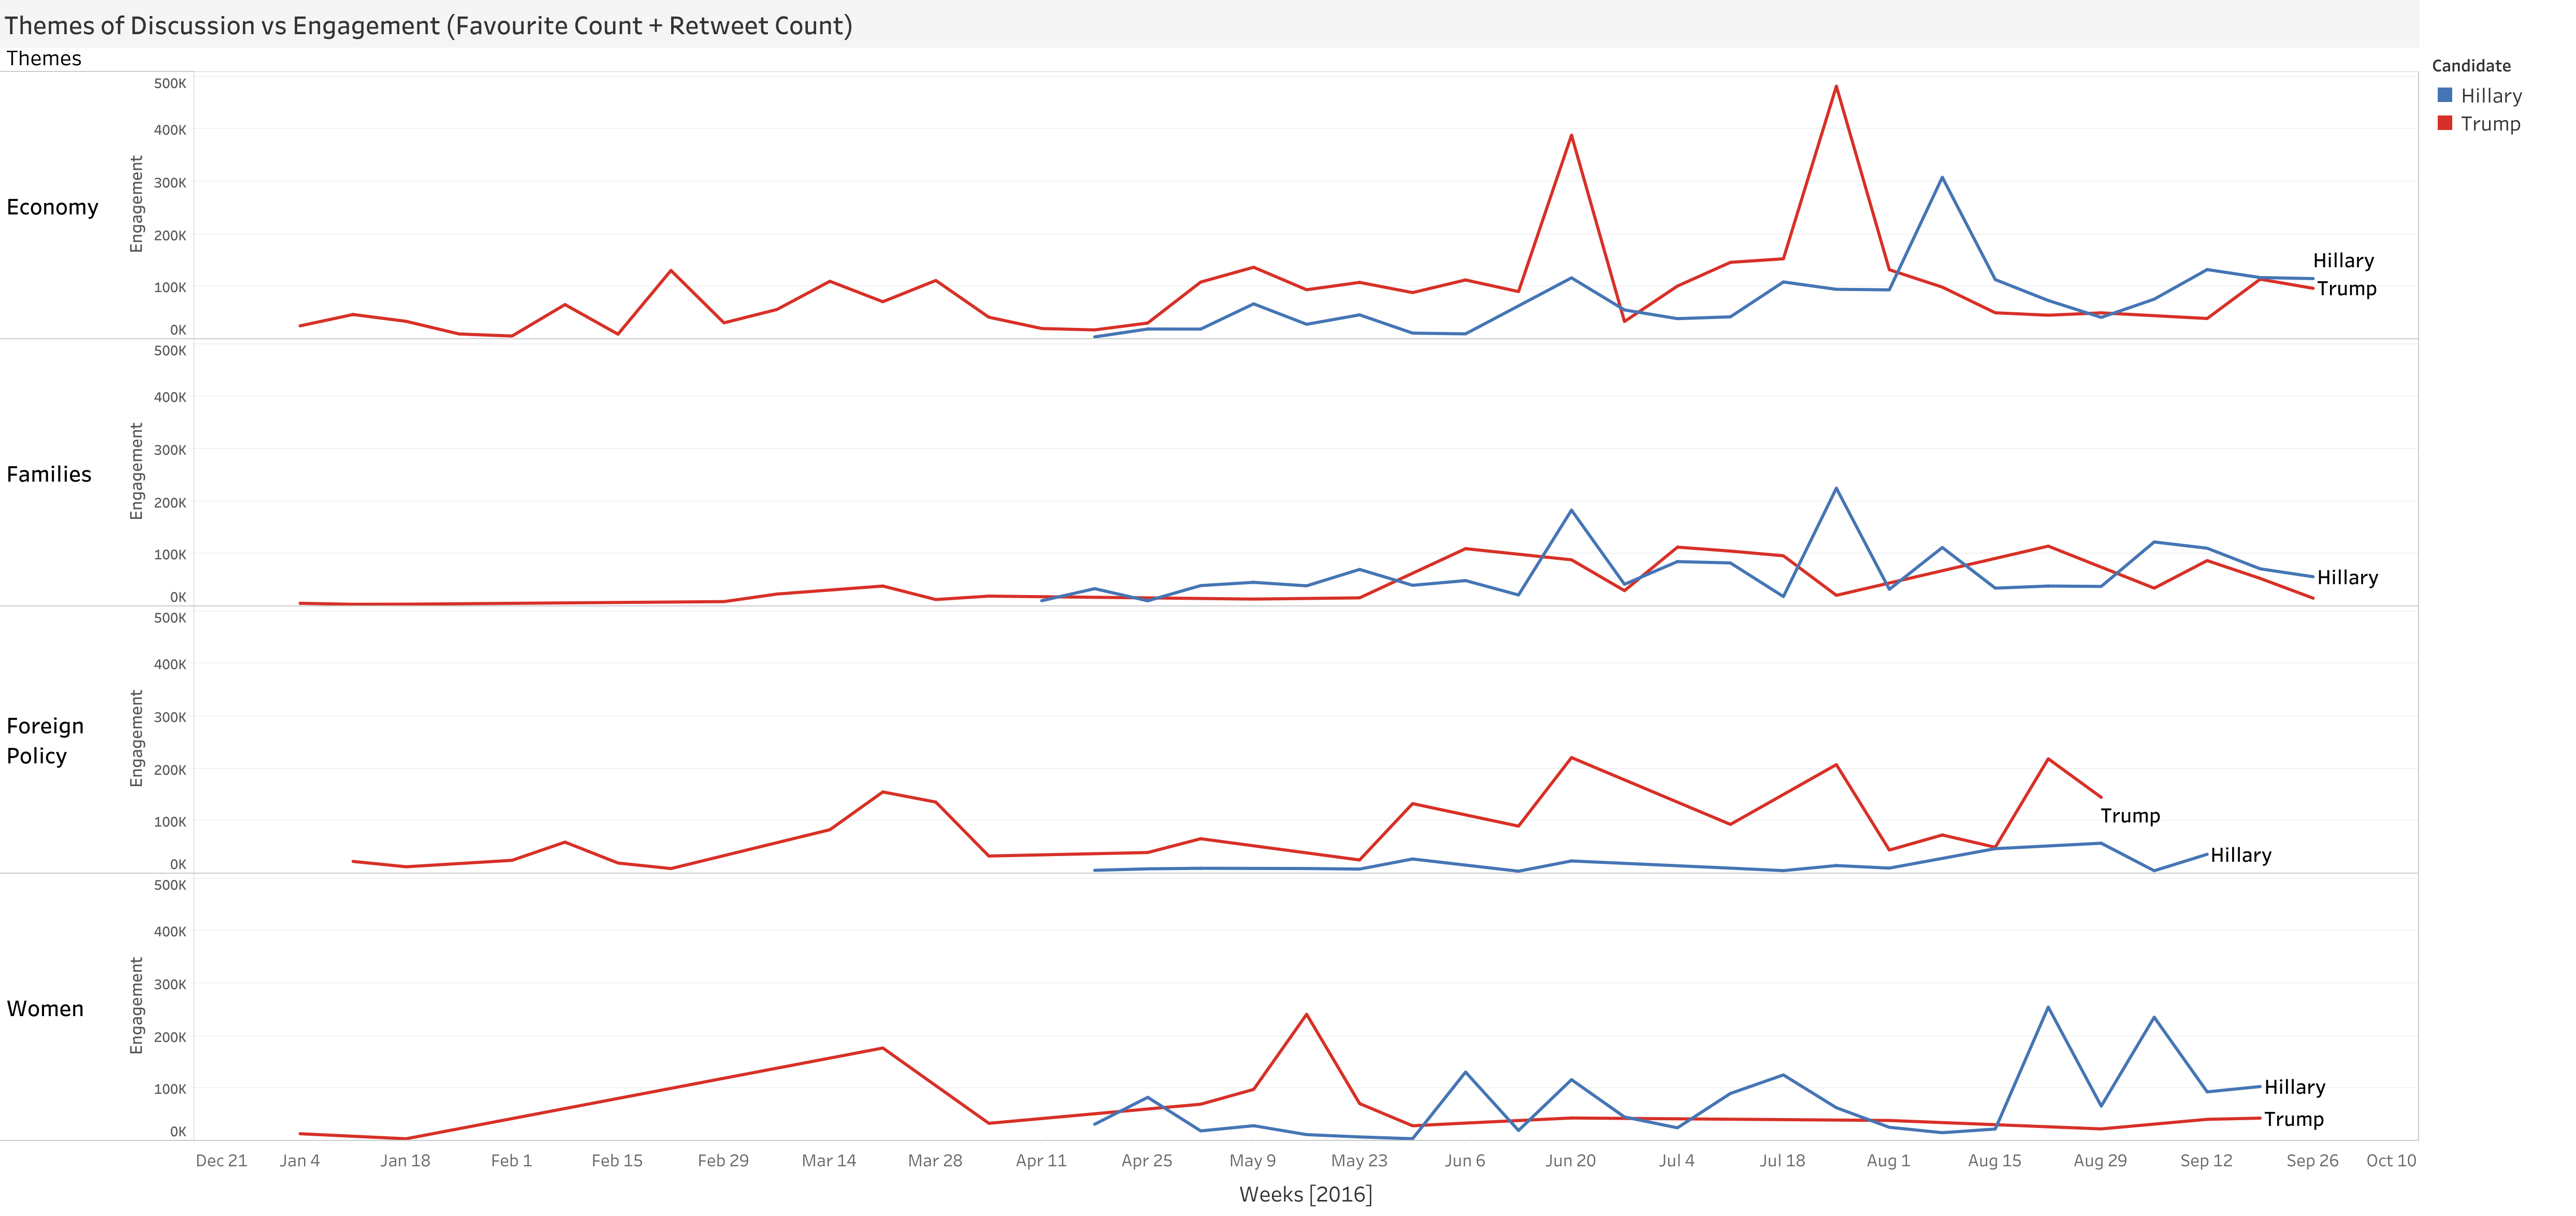 Themes of Discussion vs Engagement (Favourite Count + Retweet Count)
Themes
Candidate
Hillary
Trump
Economy
Engagement
500K
400K
300K
200K
100K
0K
Hillary
Trump
Families
Engagement
500K
400K
300K
200K
100K
0K
Hillary
Foreign
Policy
Engagement
500K
400K
300K
200K
100K
0K
Trump
Hillary
Women
Engagement
500K
400K
300K
200K
100K
0K
Hillary
Trump
Dec 21 Jan 4 Jan 18 Feb 1 Feb 15 Feb 29 Mar 14 Mar 28 Apr 11 Apr 25 May 9 May 23 Jun 6 Jun 20 Jul 4 Jul 18 Aug 1 Aug 15 Aug 29 Sep 12 Sep 26 Oct 10
Weeks [2016]